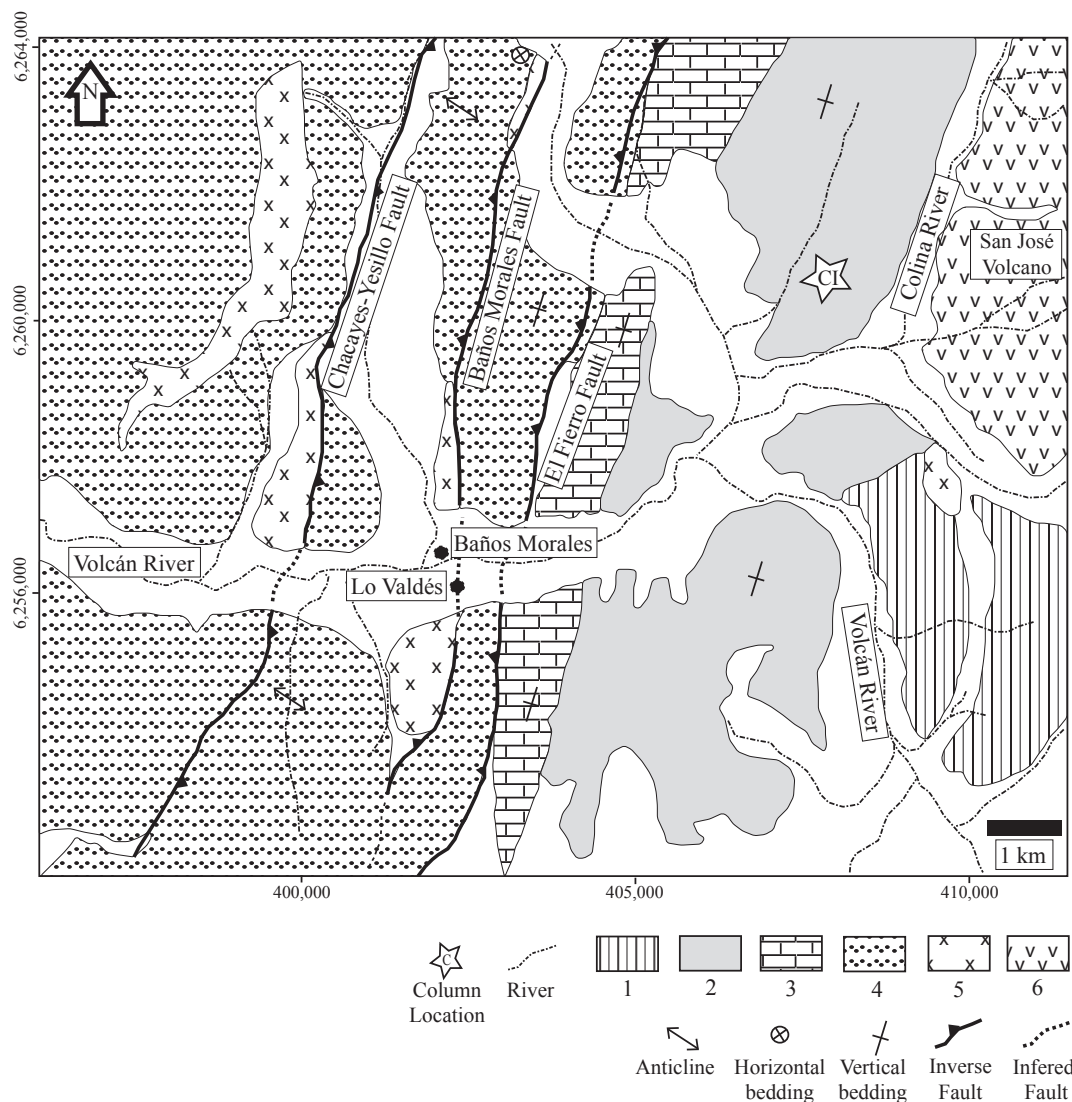 6,264,000
N
Chacayes-Yesillo Fault
Baños Morales Fault
El Fierro Fault
CI
Colina River
San José
Volcano
6,260,000
Volcán River
Baños Morales
Lo Valdés
6,256,000
Volcán River
1 km
400,000
405,000
410,000
C
Column
Location
River
1
2
3
4
5
6
Anticline
Horizontal
bedding
Vertical
bedding
Inverse
Fault
Infered
Fault